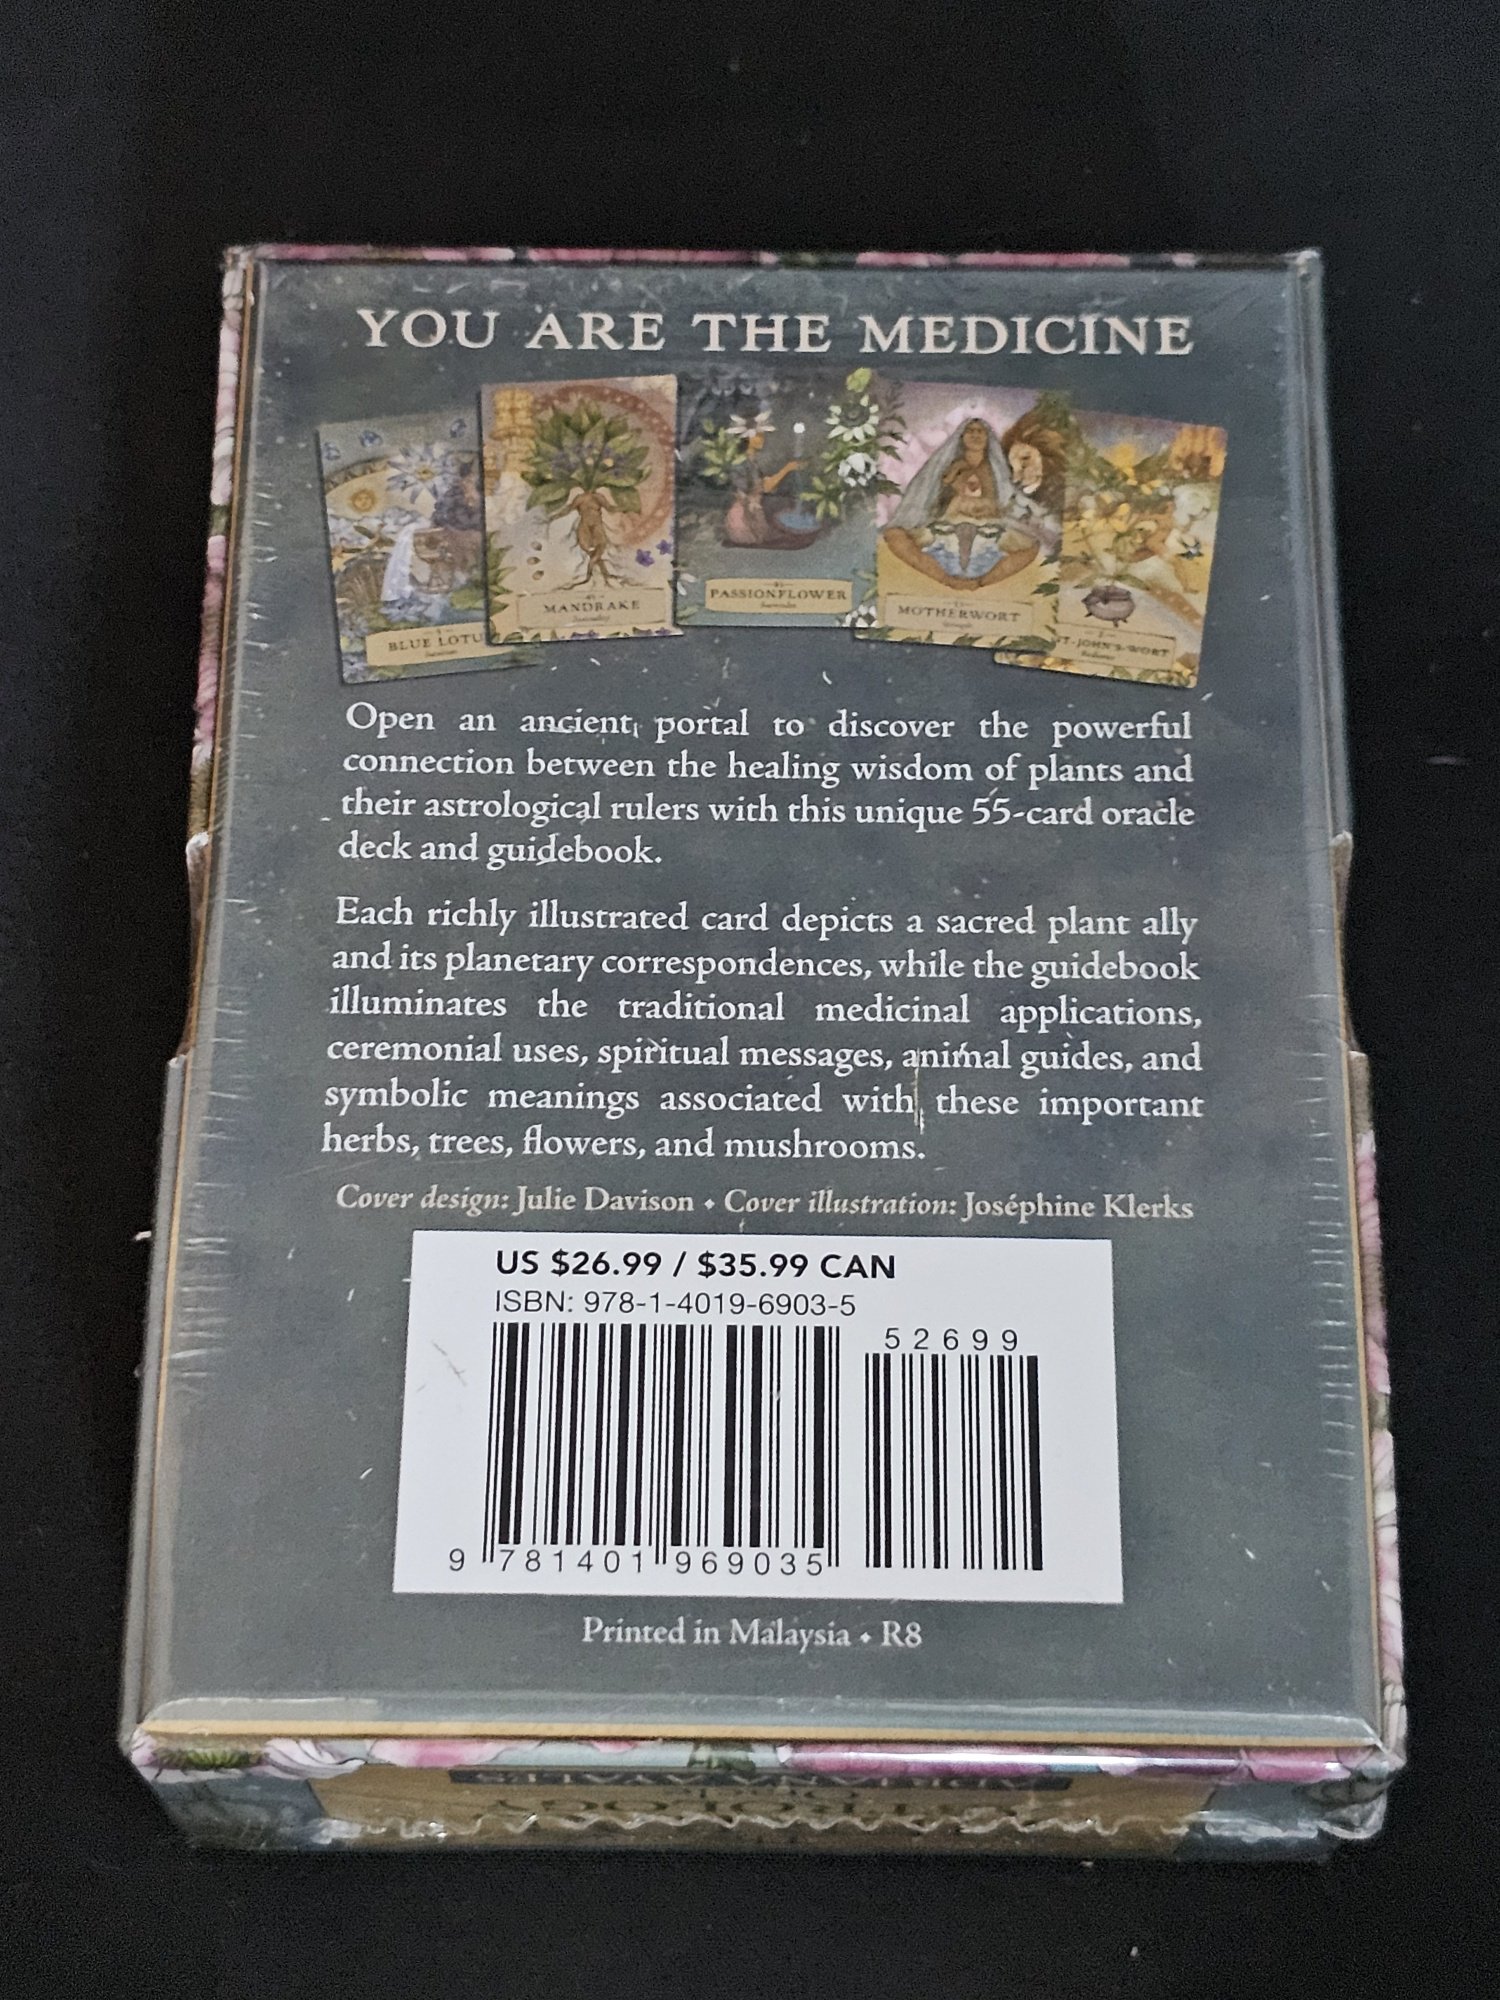 YOU ARE THE MEDICINE
BLUE LOTU
MANDRAKE
PASSIONFLOWER
Surrender
MOTHERWORT
Strength
T. JOHN'S-WORT
Open an ancient portal to discover the powerful
connection between the healing wisdom of plants and
their astrological rulers with this unique 55-card oracle
deck and guidebook.
Each richly illustrated card depicts a sacred plant ally
and its planetary correspondences, while the guidebook
illuminates the traditional medicinal applications,
ceremonial uses, spiritual messages, animal guides, and
symbolic meanings associated with these important
herbs, trees, flowers, and mushrooms.
Cover design: Julie Davison • Cover illustration: Joséphine Klerks
US $26.99 / $35.99 CAN
ISBN: 978-1-4019-6903-5
52699
9 781401 969035
Printed in Malaysia • R8